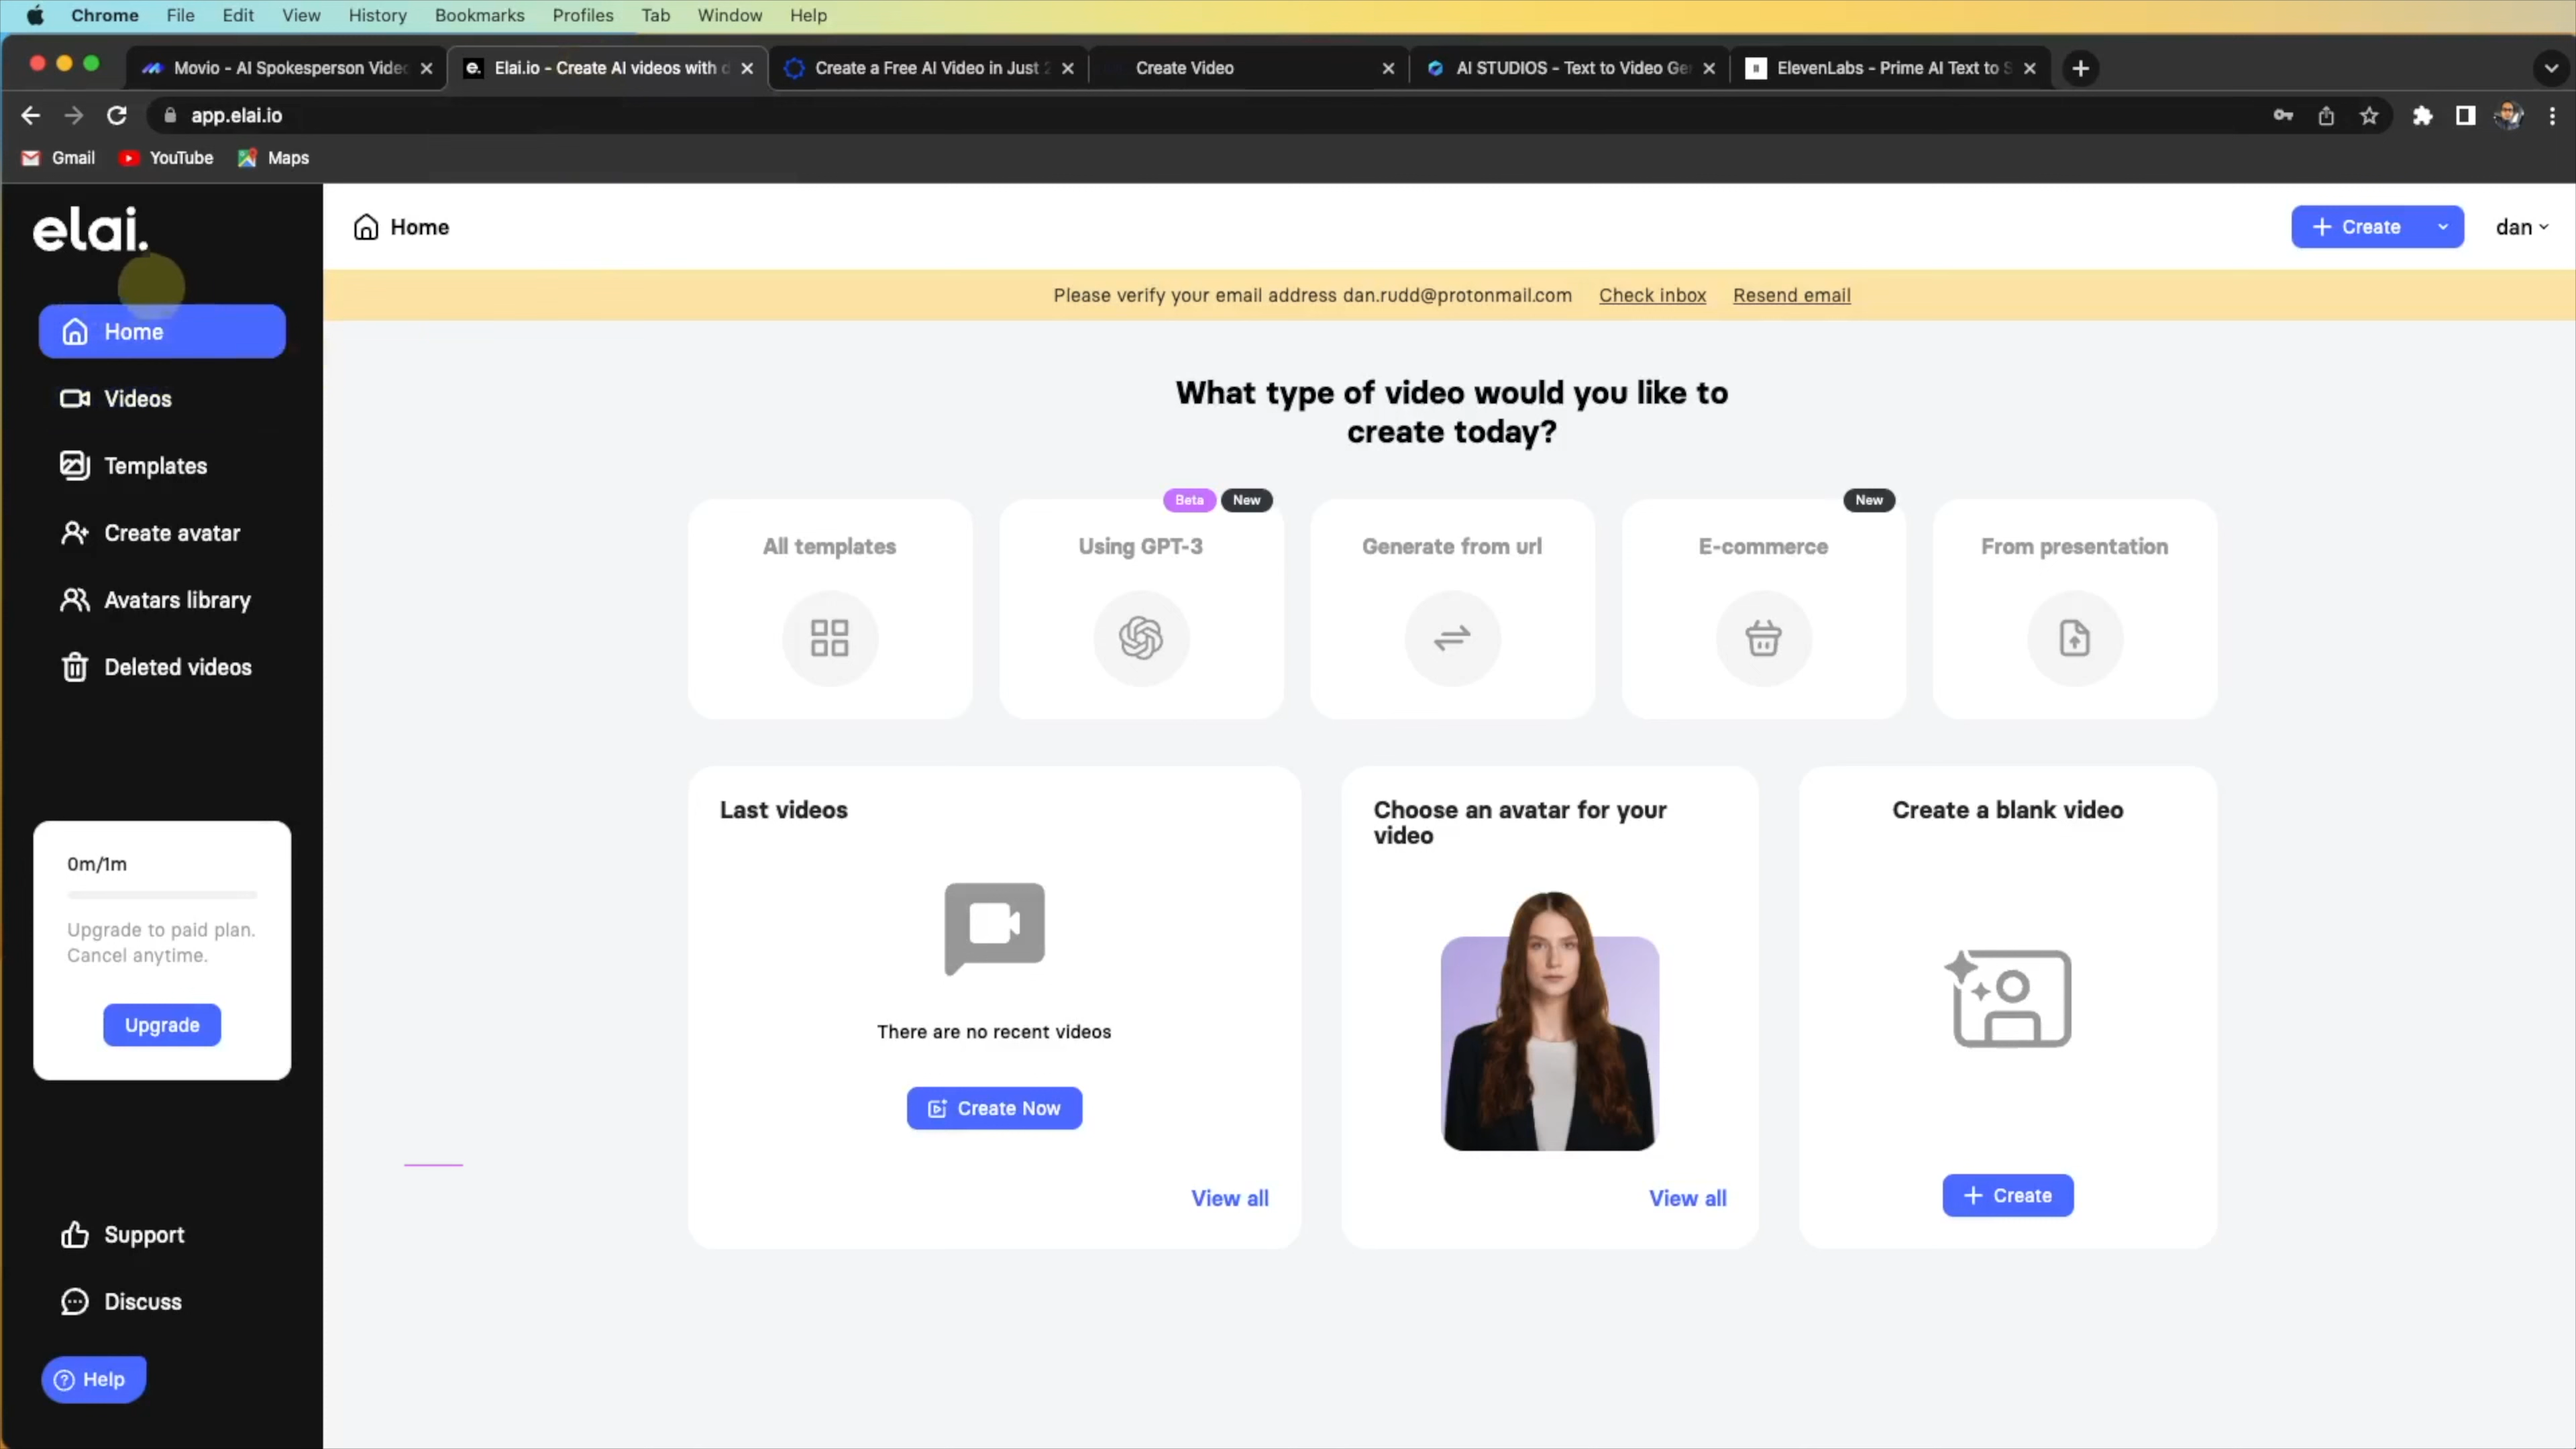 Chrome File Edit View History Bookmarks Profiles Tab Window Help
Movio - AI Spokesperson Video
Elai.io - Create AI videos with
Create a Free AI Video in Just
Create Video
AI STUDIOS - Text to Video Ge
ElevenLabs - Prime AI Text to S
app.elai.io
Gmail YouTube Maps
elai.
Home
Videos
Templates
Create avatar
Avatars library
Deleted videos
0m/1m
Upgrade to paid plan.
Cancel anytime.
Upgrade
Support
Discuss
? Help
Home
+ Create
dan
Please verify your email address dan.rudd@protonmail.com Check inbox Resend email
What type of video would you like to
create today?
All templates
Beta New
Using GPT-3
Generate from url
New
E-commerce
From presentation
Last videos
There are no recent videos
Create Now
View all
Choose an avatar for your
video
View all
Create a blank video
+ Create